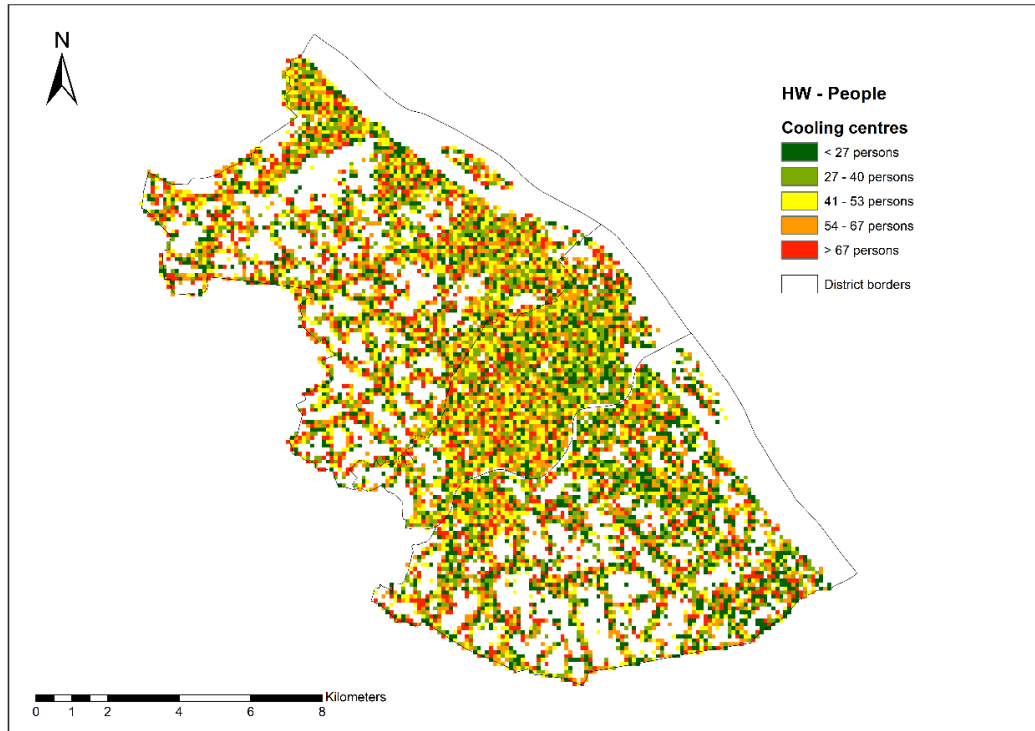 N
HW - People
Cooling centres
< 27 persons
27 - 40 persons
41 - 53 persons
54 - 67 persons
> 67 persons
District borders
Kilometers
0 1 2 4 6 8